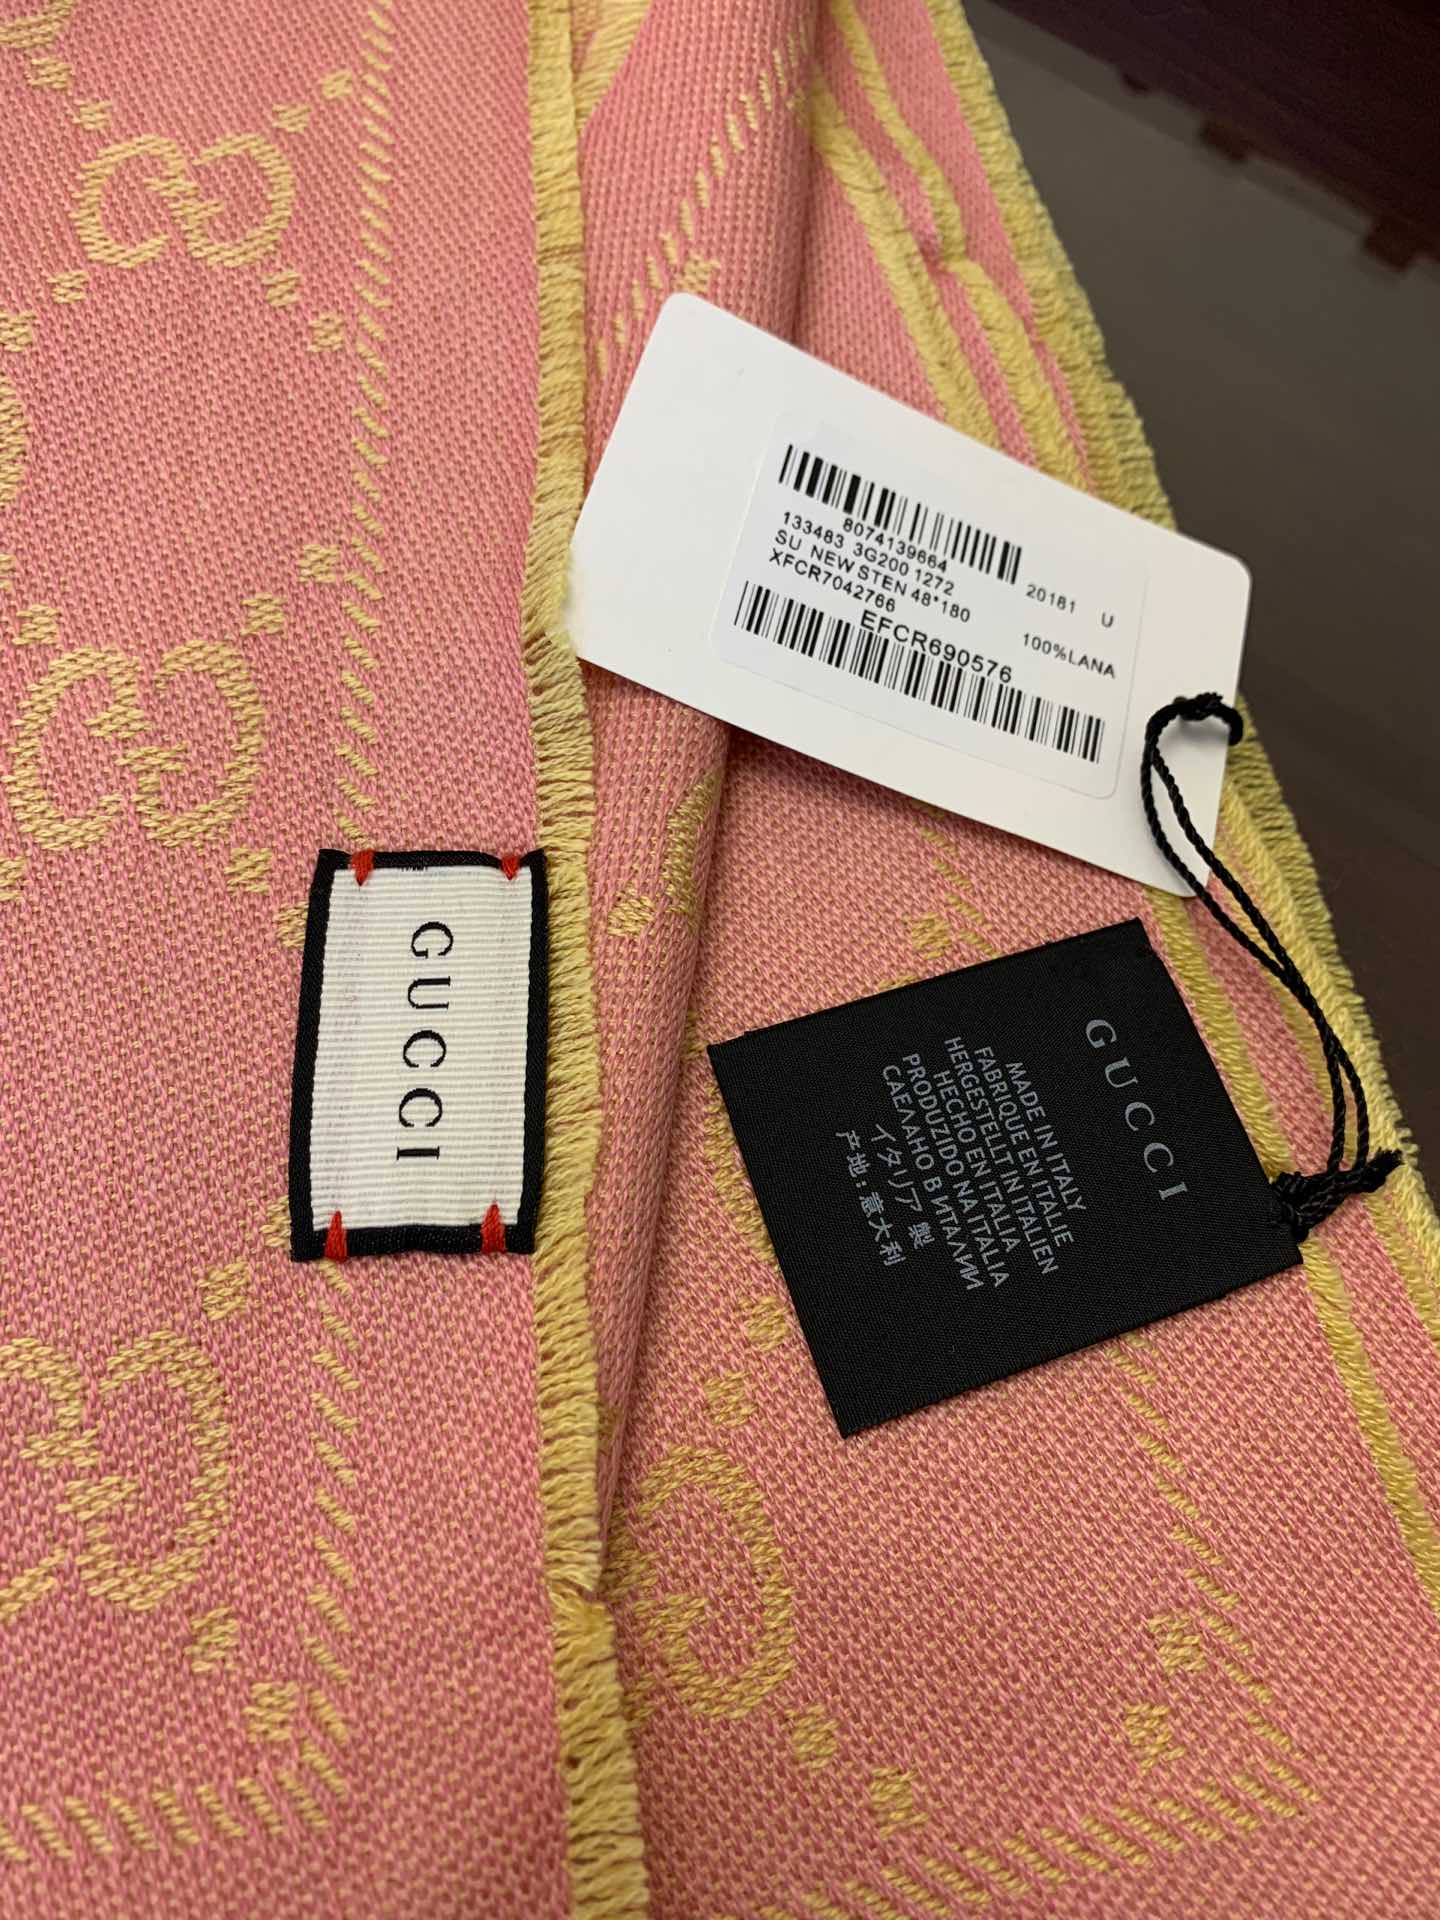 8074139664
133483 3G200 1272
20181 U
SU NEW STEN 48*180
XFCR7042766
100%LANA
EFCR690576
GUCCI
GUCCI
MADE IN ITALY
FABRIQUE EN ITALIE
HERGESTELLT IN ITALIEN
HECHO EN ITALIA
PRODUZIDO NA ITALIA
СДЕЛАНО В ИТАЛИИ
イタリア 製
产地：意大利